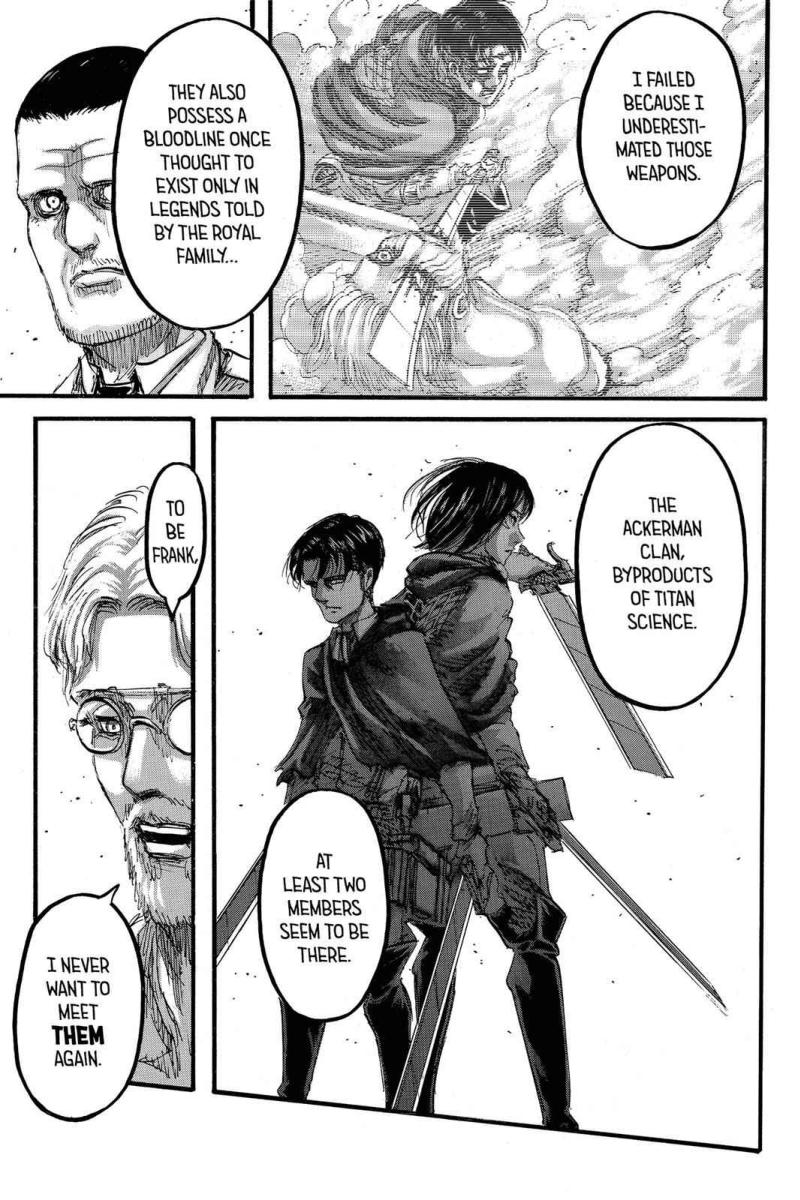 I FAILED
BECAUSE I
UNDERESTI-
MATED THOSE
WEAPONS.
THEY ALSO
POSSESS A
BLOODLINE ONCE
THOUGHT TO
EXIST ONLY IN
LEGENDS TOLD
BY THE ROYAL
FAMILY...
THE
ACKERMAN
CLAN,
BYPRODUCTS
OF TITAN
SCIENCE.
AT
LEAST TWO
MEMBERS
SEEM TO BE
THERE.
TO
BE
FRANK,
I NEVER
WANT TO
MEET
THEM
AGAIN.